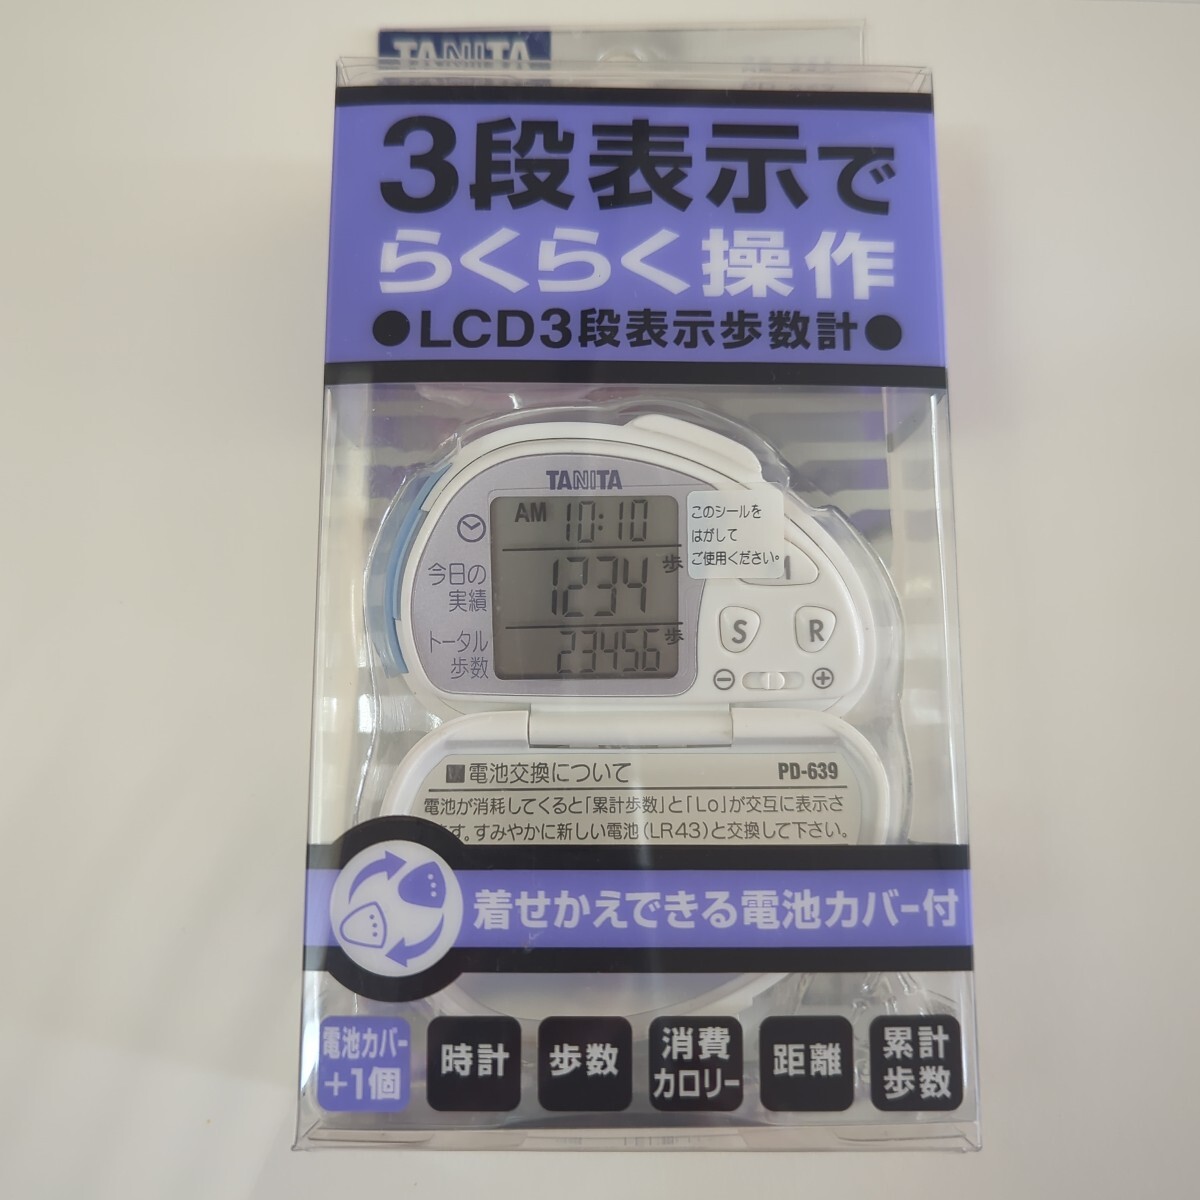 TANITA
3段表示で
らくらく操作
●LCD3段表示歩数計●
TANITA
AM 10:10
このシールを
はがして
ご使用ください。
今日の
実績
1234 歩
トータル
歩数
23456 歩
S R
⊖ ⊕
■電池交換について PD-639
電池が消耗してくると「累計歩数」と「Lo」が交互に表示さ
ます。すみやかに新しい電池(LR43)と交換して下さい。
着せかえできる電池カバー付
電池カバー
+1個
時計
歩数
消費
カロリー
距離
累計
歩数